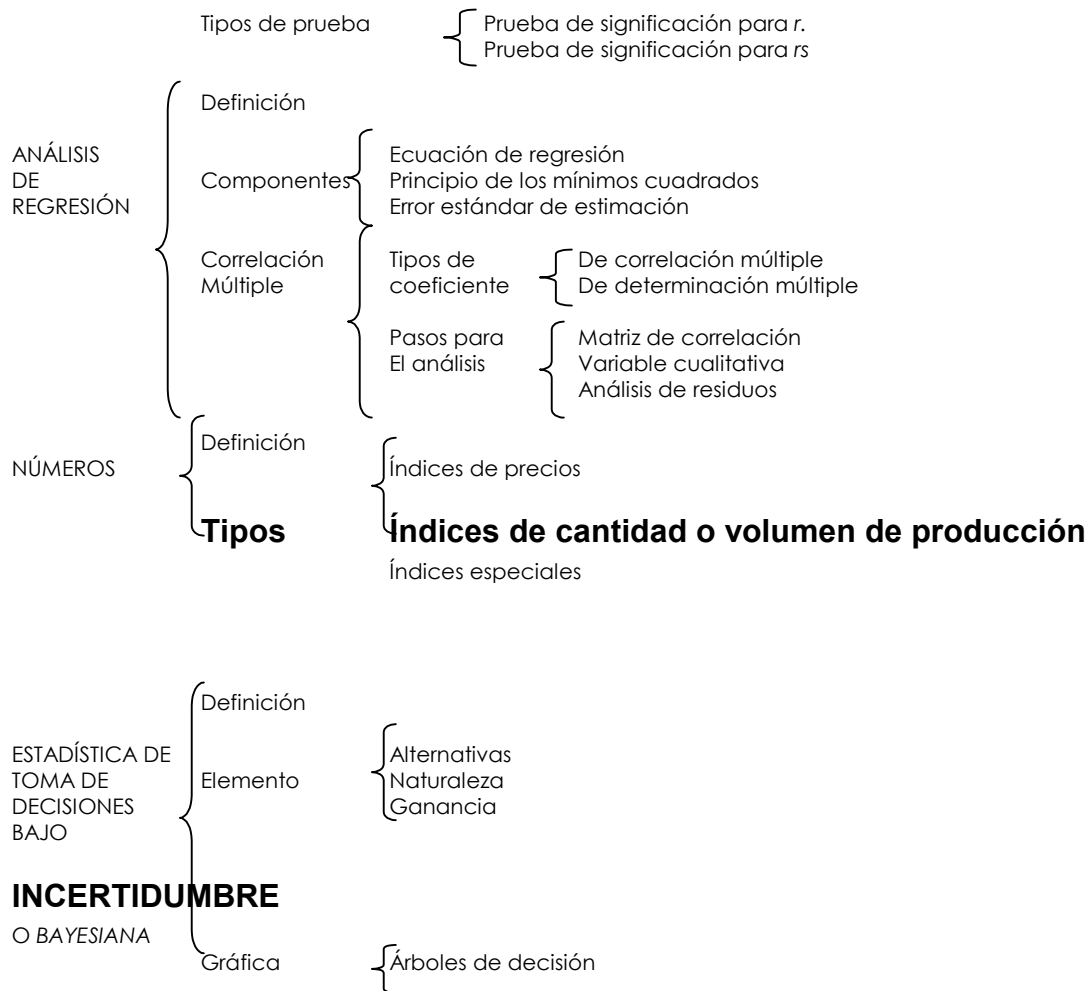 Tipos de prueba
Prueba de significación para r.
Prueba de significación para rs
ANÁLISIS
DE
REGRESIÓN
Definición
Componentes
Ecuación de regresión
Principio de los mínimos cuadrados
Error estándar de estimación
Correlación
Múltiple
Tipos de
coeficiente
De correlación múltiple
De determinación múltiple
Pasos para
El análisis
Matriz de correlación
Variable cualitativa
Análisis de residuos
NÚMEROS
Definición
Tipos
Índices de precios
Índices de cantidad o volumen de producción
Índices especiales
ESTADÍSTICA DE
TOMA DE
DECISIONES
BAJO
INCERTIDUMBRE
O BAYESIANA
Definición
Elemento
Alternativas
Naturaleza
Ganancia
Gráfica
Árboles de decisión